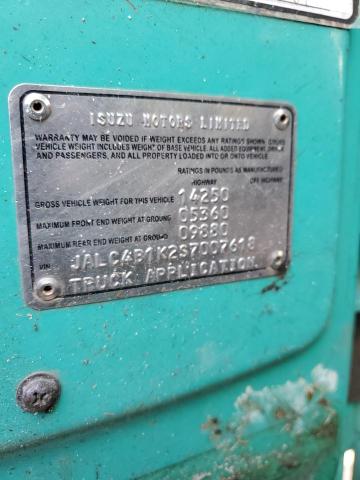 ISUZU MOTORS LIMITED
WARRANTY MAY BE VOIDED IF WEIGHT EXCEEDS ANY RATINGS SHOWN.
VEHICLE WEIGHT INCLUDES WEIGHT OF BASE VEHICLE, ALL ADDED EQUIPMENT, DRIVER
AND PASSENGERS, AND ALL PROPERTY LOADED INTO OR ONTO VEHICLE.
RATINGS IN POUNDS AS MANUFACTURED
HIGHWAY OFF HIGHWAY
GROSS VEHICLE WEIGHT FOR THIS VEHICLE 14250
MAXIMUM FRONT END WEIGHT AT GROUND 05360
MAXIMUM REAR END WEIGHT AT GROUND 09880
VIN JALC4B1K2S7007618
TRUCK APPLICATION.